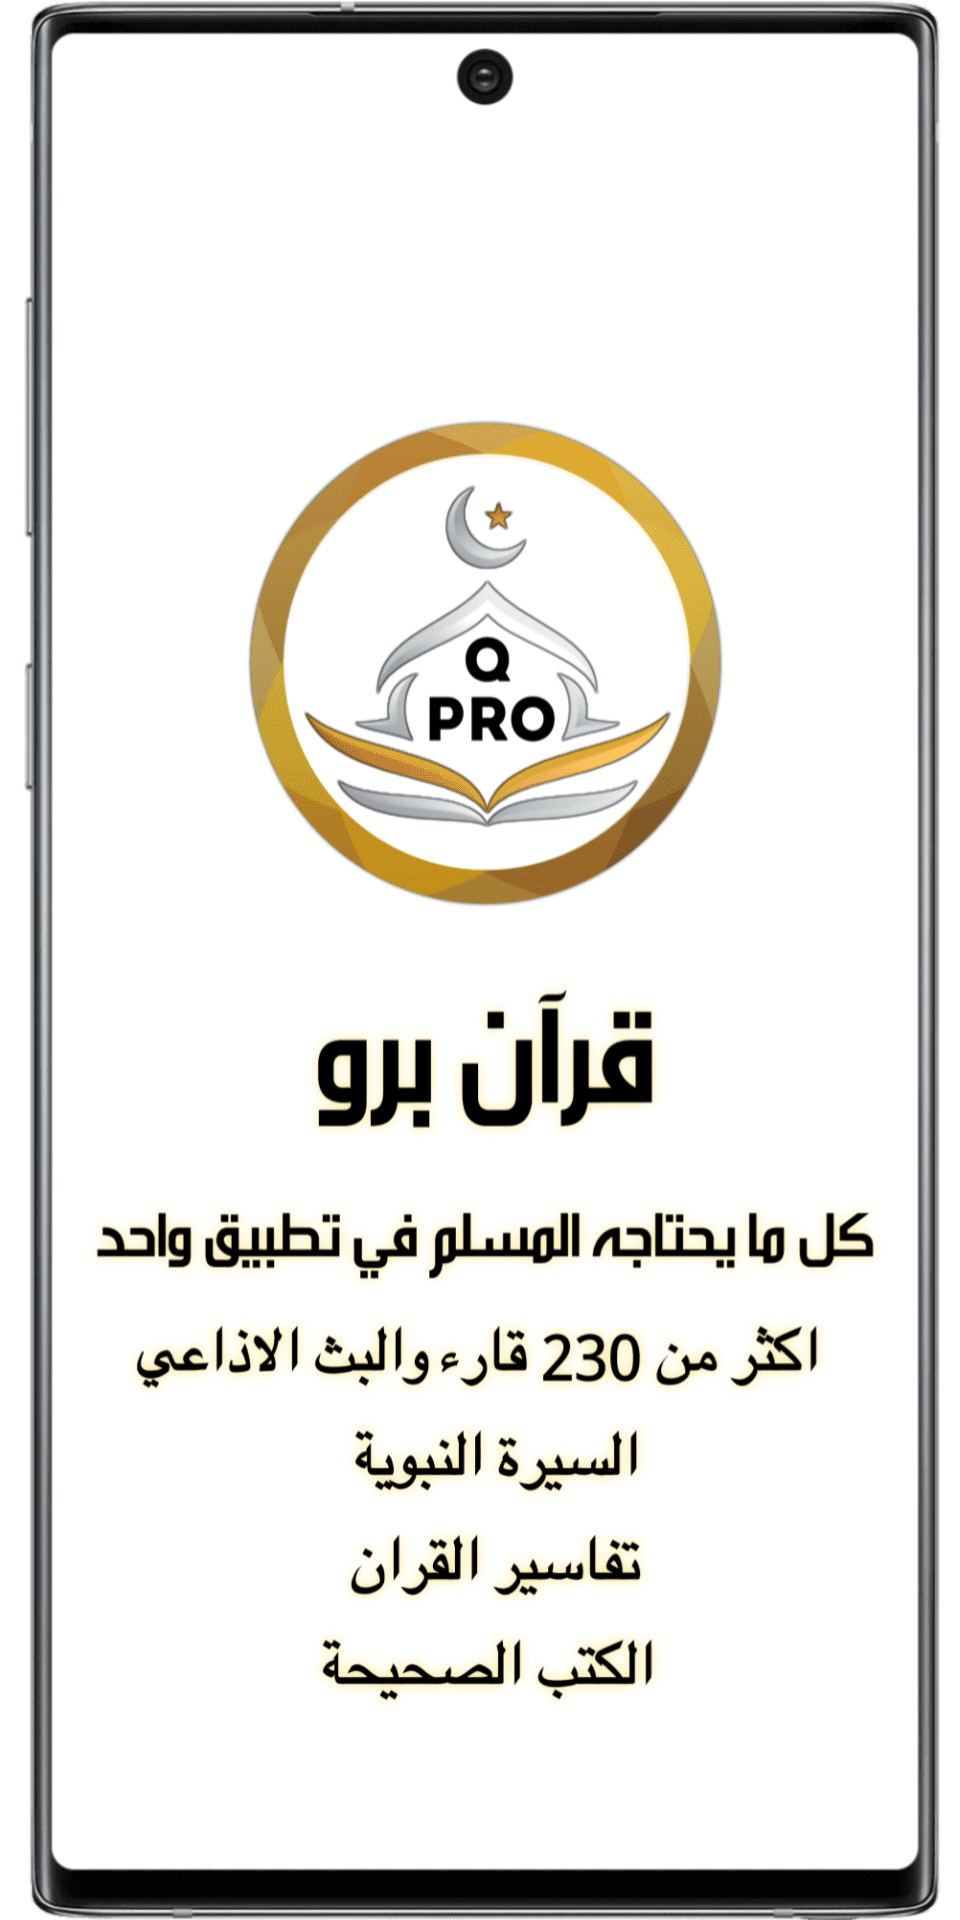 Q
PRO
قرآن برو
كل ما يحتاجه المسلم في تطبيق واحد
اكثر من 230 قارء والبث الاذاعي
السيرة النبوية
تفاسير القران
الكتب الصحيحة